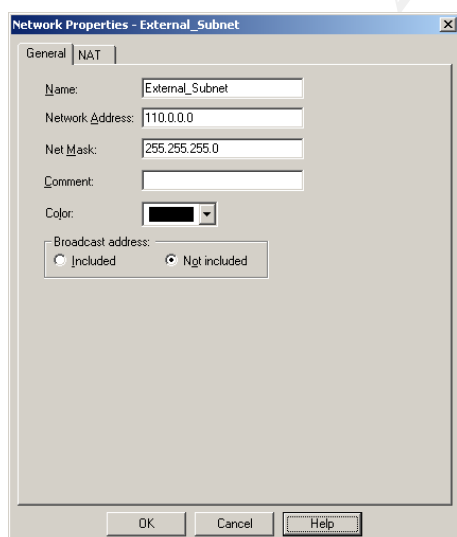 Network Properties - External_Subnet
General NAT
Name: External_Subnet
Network Address: 110.0.0.0
Net Mask: 255.255.255.0
Comment:
Color:
Broadcast address:
Included Not included
OK Cancel Help